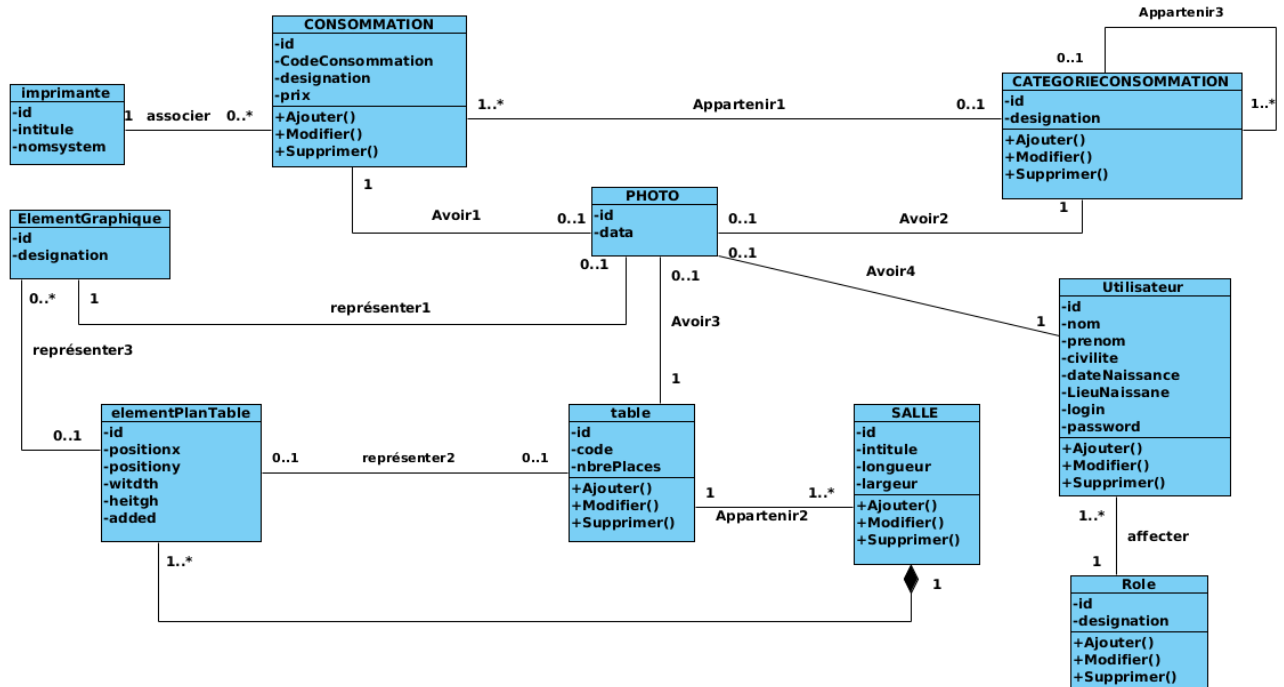 Appartenir3
CONSOMMATION
-id
-CodeConsommation
-designation
-prix
+Ajouter()
+Modifier()
+Supprimer()
0..1
CATEGORIECONSOMMATION
-id
-designation
+Ajouter()
+Modifier()
+Supprimer()
1..*
imprimante
-id
-intitule
-nomsystem
1 associer 0..*
1..* Appartenir1 0..1
1 Avoir1 0..1
PHOTO
-id
-data
0..1 Avoir2 1
ElementGraphique
-id
-designation
0..* 1
représenter1
0..1
0..1
0..1
Avoir4
1
Avoir3
1
représenter3
0..1
Utilisateur
-id
-nom
-prenom
-civilite
-dateNaissance
-LieuNaissane
-login
-password
+Ajouter()
+Modifier()
+Supprimer()
elementPlanTable
-id
-positionx
-positiony
-witdth
-heitgh
-added
0..1 représenter2 0..1
table
-id
-code
-nbrePlaces
+Ajouter()
+Modifier()
+Supprimer()
1 1..*
Appartenir2
SALLE
-id
-intitule
-longueur
-largeur
+Ajouter()
+Modifier()
+Supprimer()
1..*
1
1..*
affecter
1
Role
-id
-designation
+Ajouter()
+Modifier()
+Supprimer()